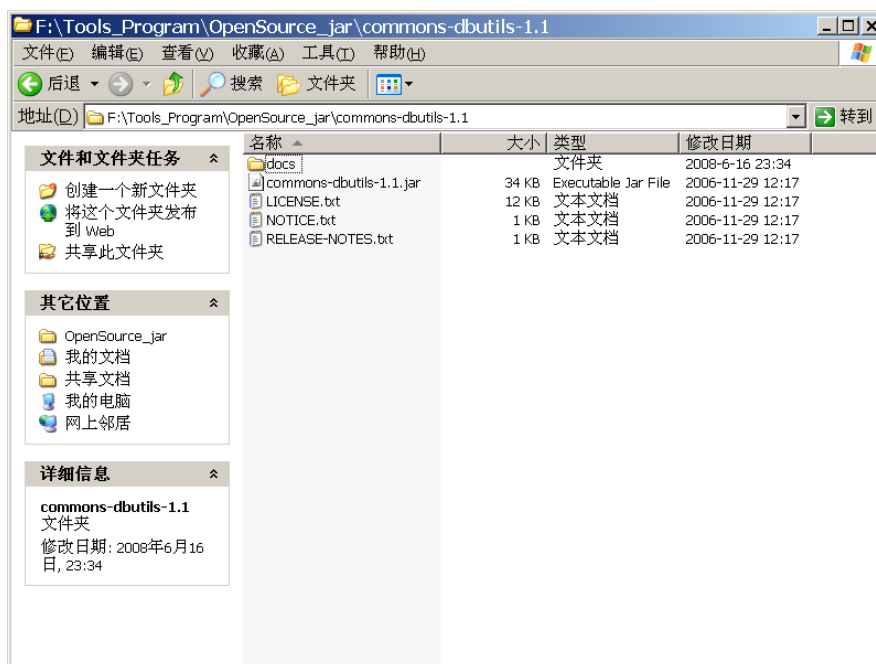 F:\Tools_Program\OpenSource_jar\commons-dbutils-1.1
文件(F) 编辑(E) 查看(V) 收藏(A) 工具(T) 帮助(H)
后退 搜索 文件夹
地址(D) F:\Tools_Program\OpenSource_jar\commons-dbutils-1.1 转到
文件和文件夹任务
创建一个新文件夹
将这个文件夹发布
到 Web
共享此文件夹
其它位置
OpenSource_jar
我的文档
共享文档
我的电脑
网上邻居
详细信息
commons-dbutils-1.1
文件夹
修改日期: 2008年6月16
日, 23:34
名称 大小 类型 修改日期
docs 文件夹 2008-6-16 23:34
commons-dbutils-1.1.jar 34 KB Executable Jar File 2006-11-29 12:17
LICENSE.txt 12 KB 文本文档 2006-11-29 12:17
NOTICE.txt 1 KB 文本文档 2006-11-29 12:17
RELEASE-NOTES.txt 1 KB 文本文档 2006-11-29 12:17